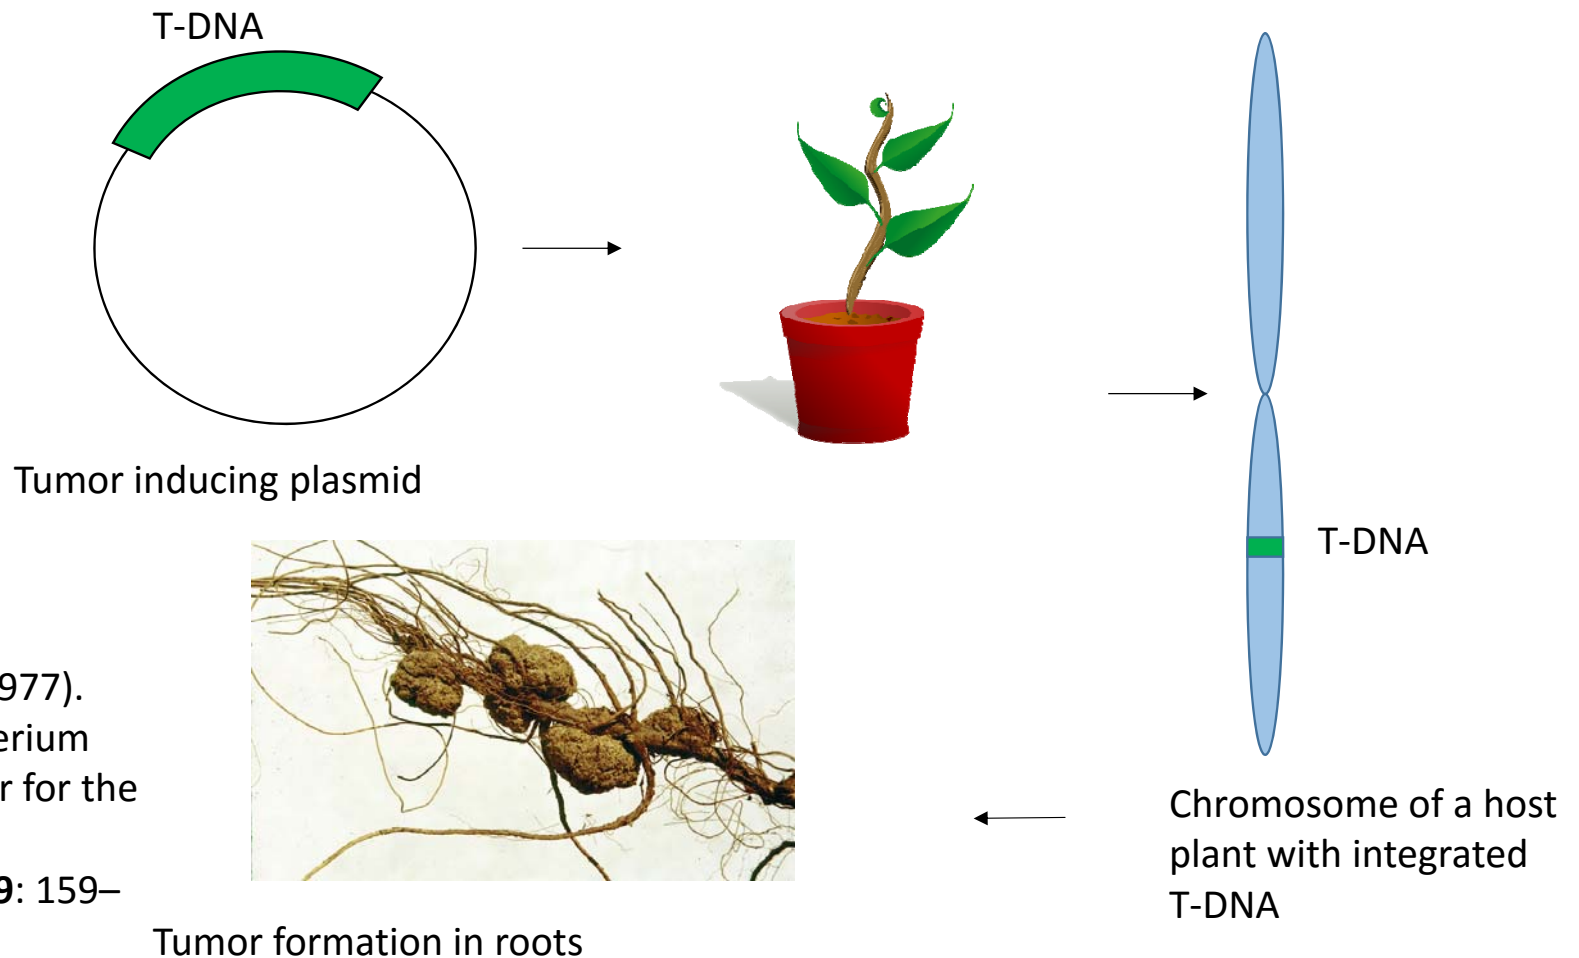 T-DNA
Tumor inducing plasmid
T-DNA
977).
erium
r for the
9: 159–
Chromosome of a host
plant with integrated
T-DNA
Tumor formation in roots